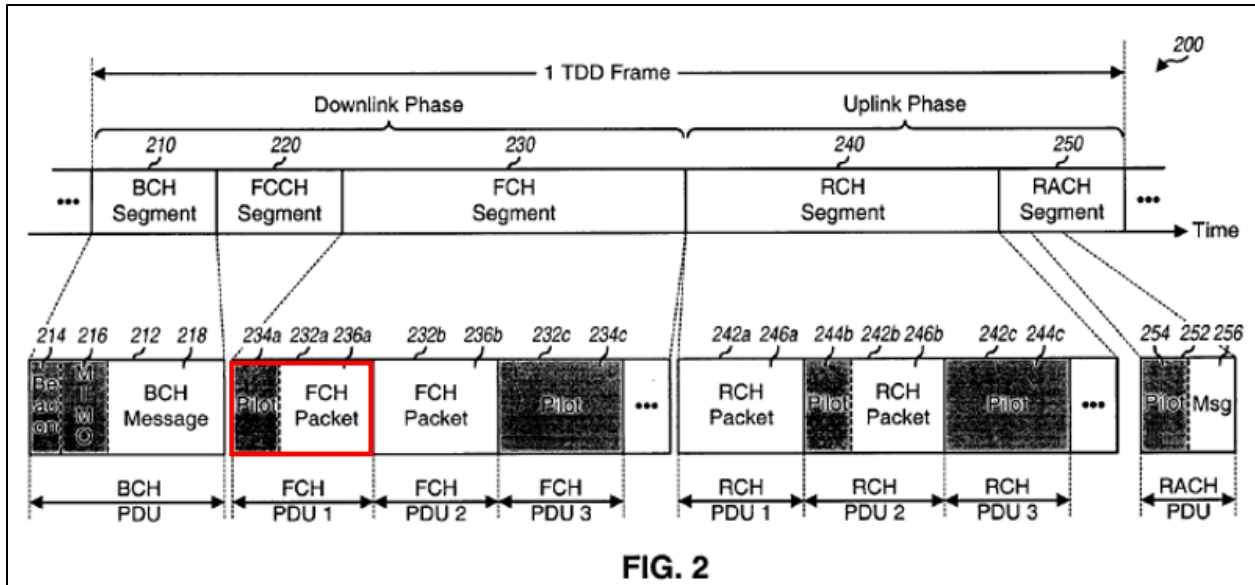 200
1 TDD Frame
Downlink Phase Uplink Phase
210 220 230 240 250
••• BCH Segment FCCH Segment FCH Segment RCH Segment RACH Segment •••
Time
214 216 212 218 234a 232a 236a 232b 236b 232c 234c 242a 246a 244b 242b 246b 242c 244c 254 252 256
Beacon MIMO BCH Message Pilot FCH Packet FCH Packet Pilot ••• RCH Packet Pilot RCH Packet Pilot ••• Pilot Msg
BCH PDU FCH PDU 1 FCH PDU 2 FCH PDU 3 RCH PDU 1 RCH PDU 2 RCH PDU 3 RACH PDU
FIG. 2